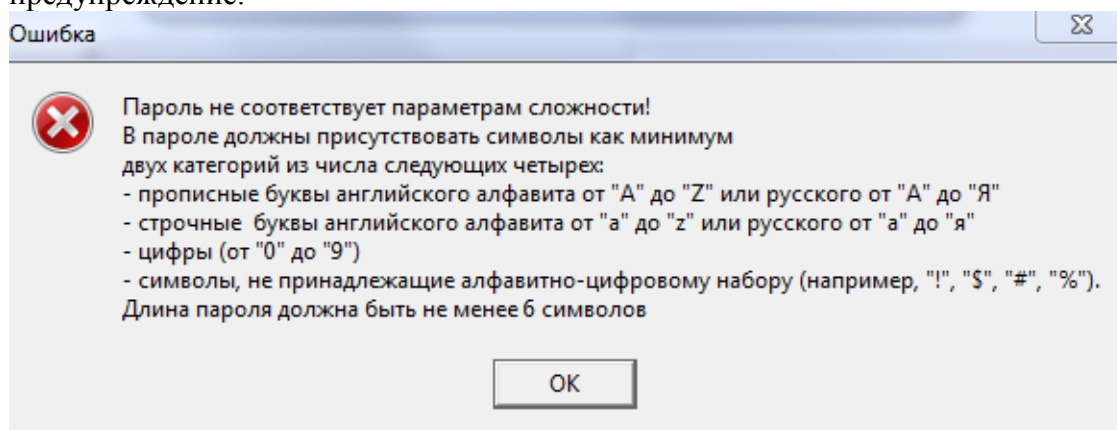 предупреждение.
Ошибка
Пароль не соответствует параметрам сложности!
В пароле должны присутствовать символы как минимум
двух категорий из числа следующих четырех:
- прописные буквы английского алфавита от "A" до "Z" или русского от "А" до "Я"
- строчные  буквы английского алфавита от "a" до "z" или русского от "а" до "я"
- цифры (от "0" до "9")
- символы, не принадлежащие алфавитно-цифровому набору (например, "!", "$", "#", "%").
Длина пароля должна быть не менее 6 символов
OK